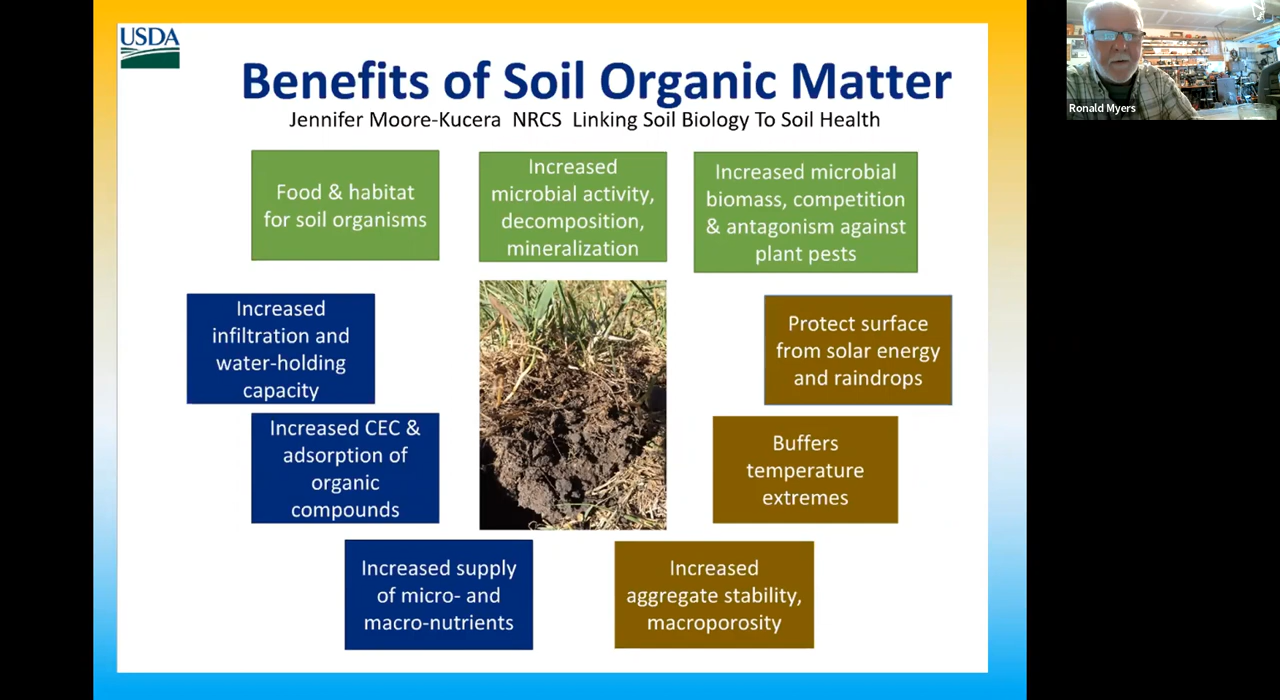 USDA
Benefits of Soil Organic Matter
Jennifer Moore-Kucera NRCS Linking Soil Biology To Soil Health
Food & habitat
for soil organisms
Increased
microbial activity,
decomposition,
mineralization
Increased microbial
biomass, competition
& antagonism against
plant pests
Increased
infiltration and
water-holding
capacity
Protect surface
from solar energy
and raindrops
Increased CEC &
adsorption of
organic
compounds
Buffers
temperature
extremes
Increased supply
of micro- and
macro-nutrients
Increased
aggregate stability,
macroporosity
Ronald Myers